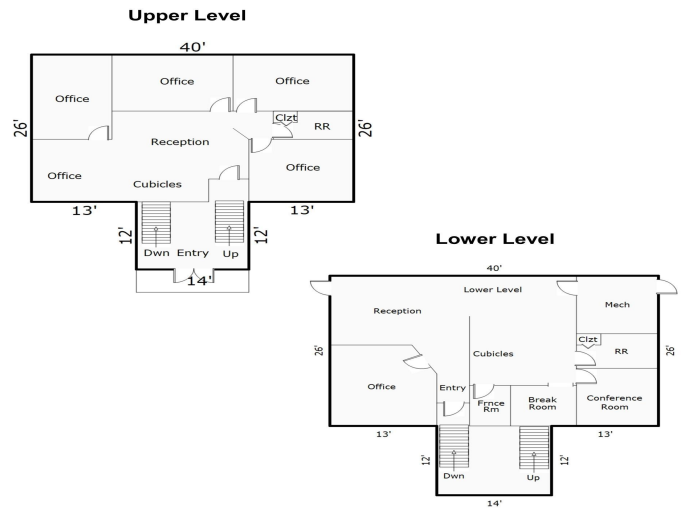 Upper Level
40'
Office
Office
Office
26'
Clzt
RR
26'
Reception
Office
Office
Cubicles
13'
13'
12'
12'
Dwn
Entry
Up
14'
Lower Level
40'
Lower Level
Mech
Reception
Clzt
RR
26'
26'
Cubicles
Office
Entry
Frnce
Rm
Break
Room
Conference
Room
13'
13'
12'
12'
Dwn
Up
14'